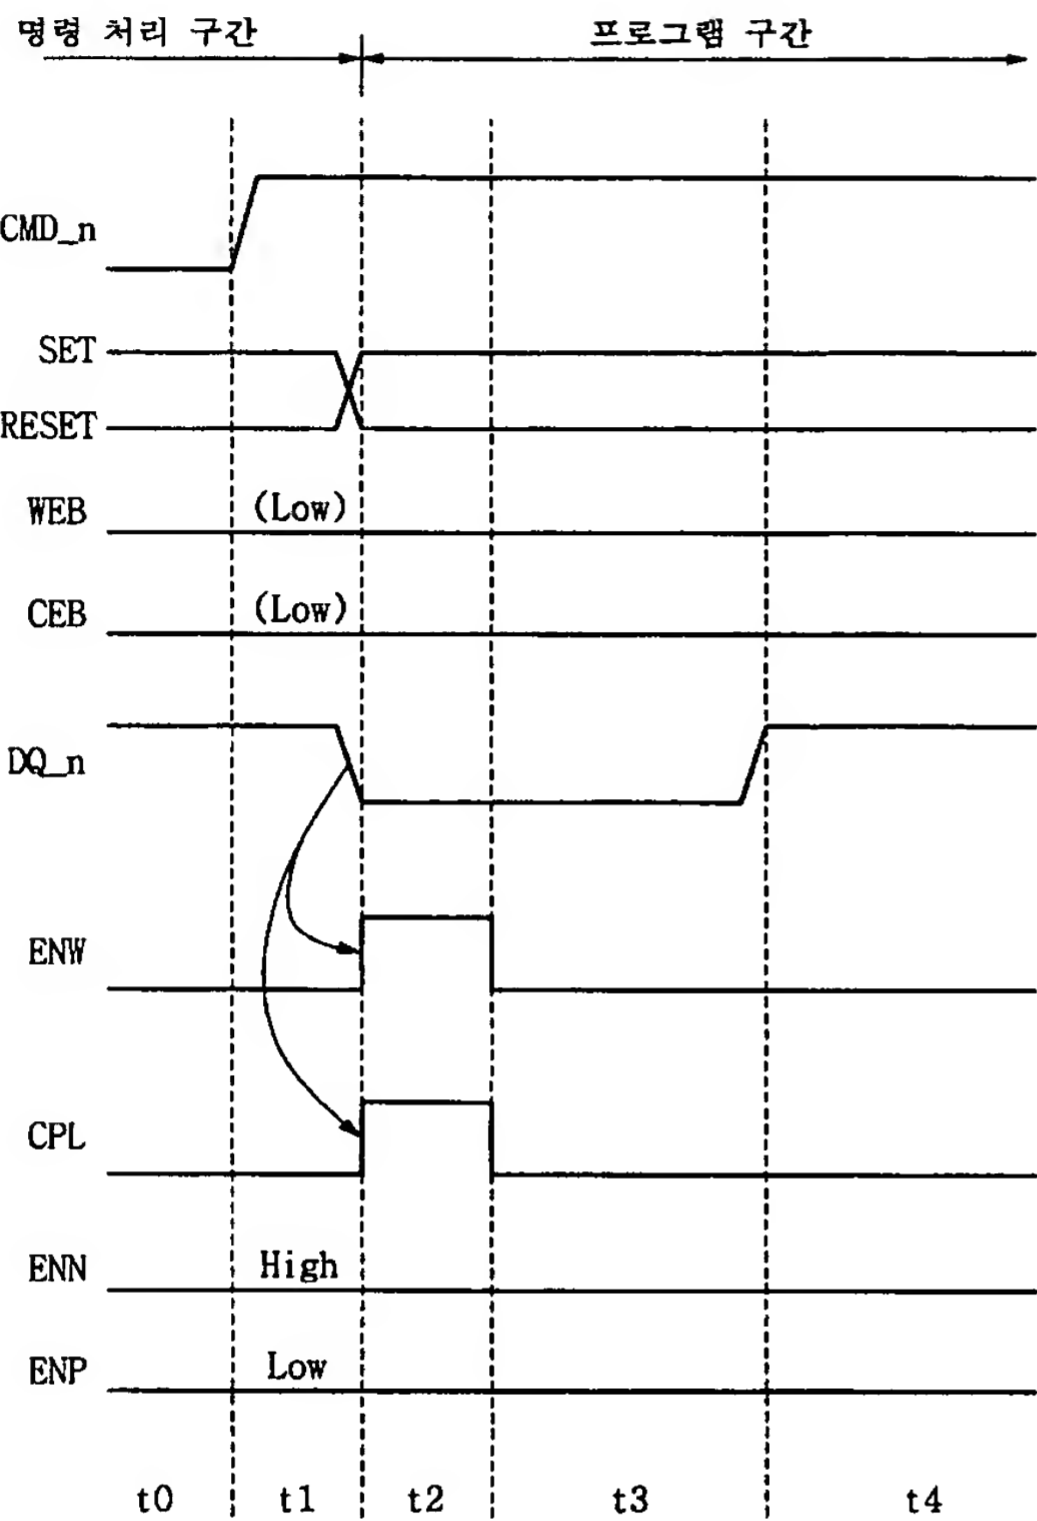 명령 처리 구간 프로그램 구간
CMD_n
SET
RESET
WEB (Low)
CEB (Low)
DQ_n
ENW
CPL
ENN High
ENP Low
t0 t1 t2 t3 t4